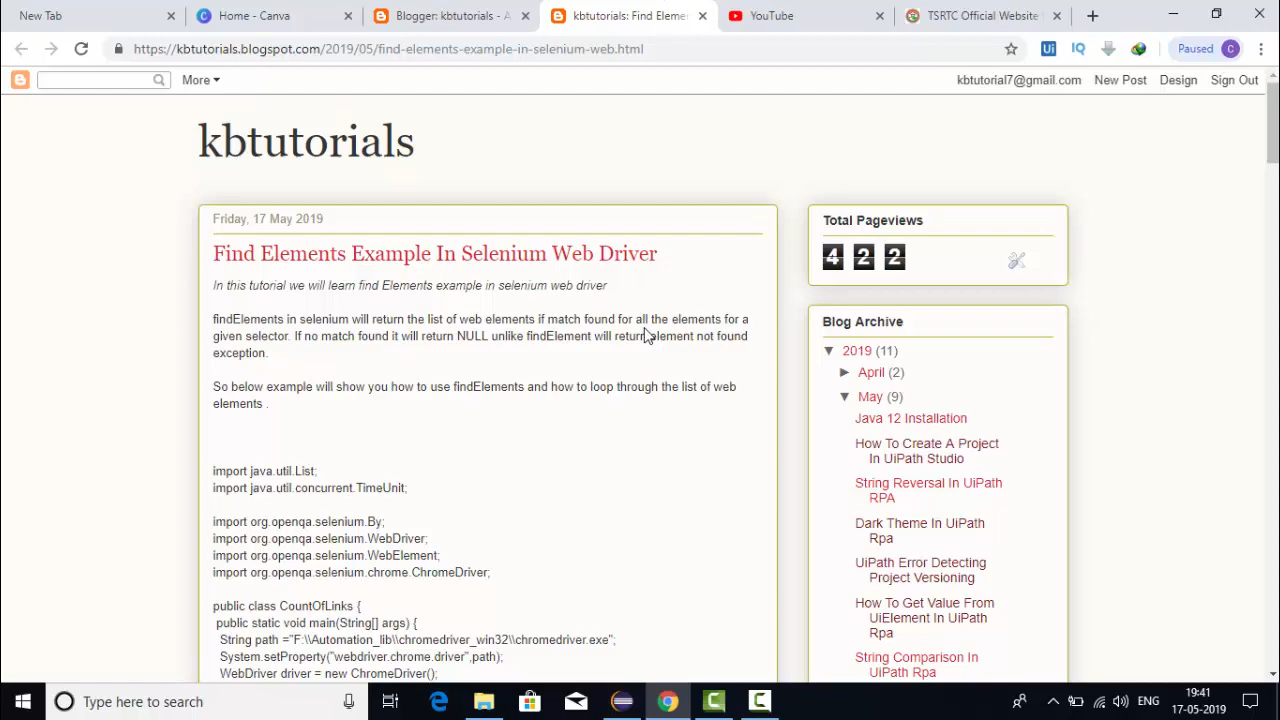 New Tab
Home - Canva
Blogger: kbtutorials - A
kbtutorials: Find Eleme
YouTube
TSRTC Official Website
https://kbtutorials.blogspot.com/2019/05/find-elements-example-in-selenium-web.html
Ui
IQ
Paused C
More
kbtutorial7@gmail.com New Post Design Sign Out
kbtutorials
Friday, 17 May 2019
Find Elements Example In Selenium Web Driver
In this tutorial we will learn find Elements example in selenium web driver
findElements in selenium will return the list of web elements if match found for all the elements for a
given selector. If no match found it will return NULL unlike findElement will return element not found
exception.
So below example will show you how to use findElements and how to loop through the list of web
elements .
import java.util.List;
import java.util.concurrent.TimeUnit;
import org.openqa.selenium.By;
import org.openqa.selenium.WebDriver;
import org.openqa.selenium.WebElement;
import org.openqa.selenium.chrome.ChromeDriver;
public class CountOfLinks {
public static void main(String[] args) {
String path ="F:\\Automation_lib\\chromedriver_win32\\chromedriver.exe";
System.setProperty("webdriver.chrome.driver",path);
WebDriver driver = new ChromeDriver();
Total Pageviews
4 2 2
Blog Archive
▼ 2019 (11)
► April (2)
▼ May (9)
Java 12 Installation
How To Create A Project
In UiPath Studio
String Reversal In UiPath
RPA
Dark Theme In UiPath
Rpa
UiPath Error Detecting
Project Versioning
How To Get Value From
UiElement In UiPath
Rpa
String Comparison In
UiPath Rpa
Type here to search
ENG
19:41
17-05-2019